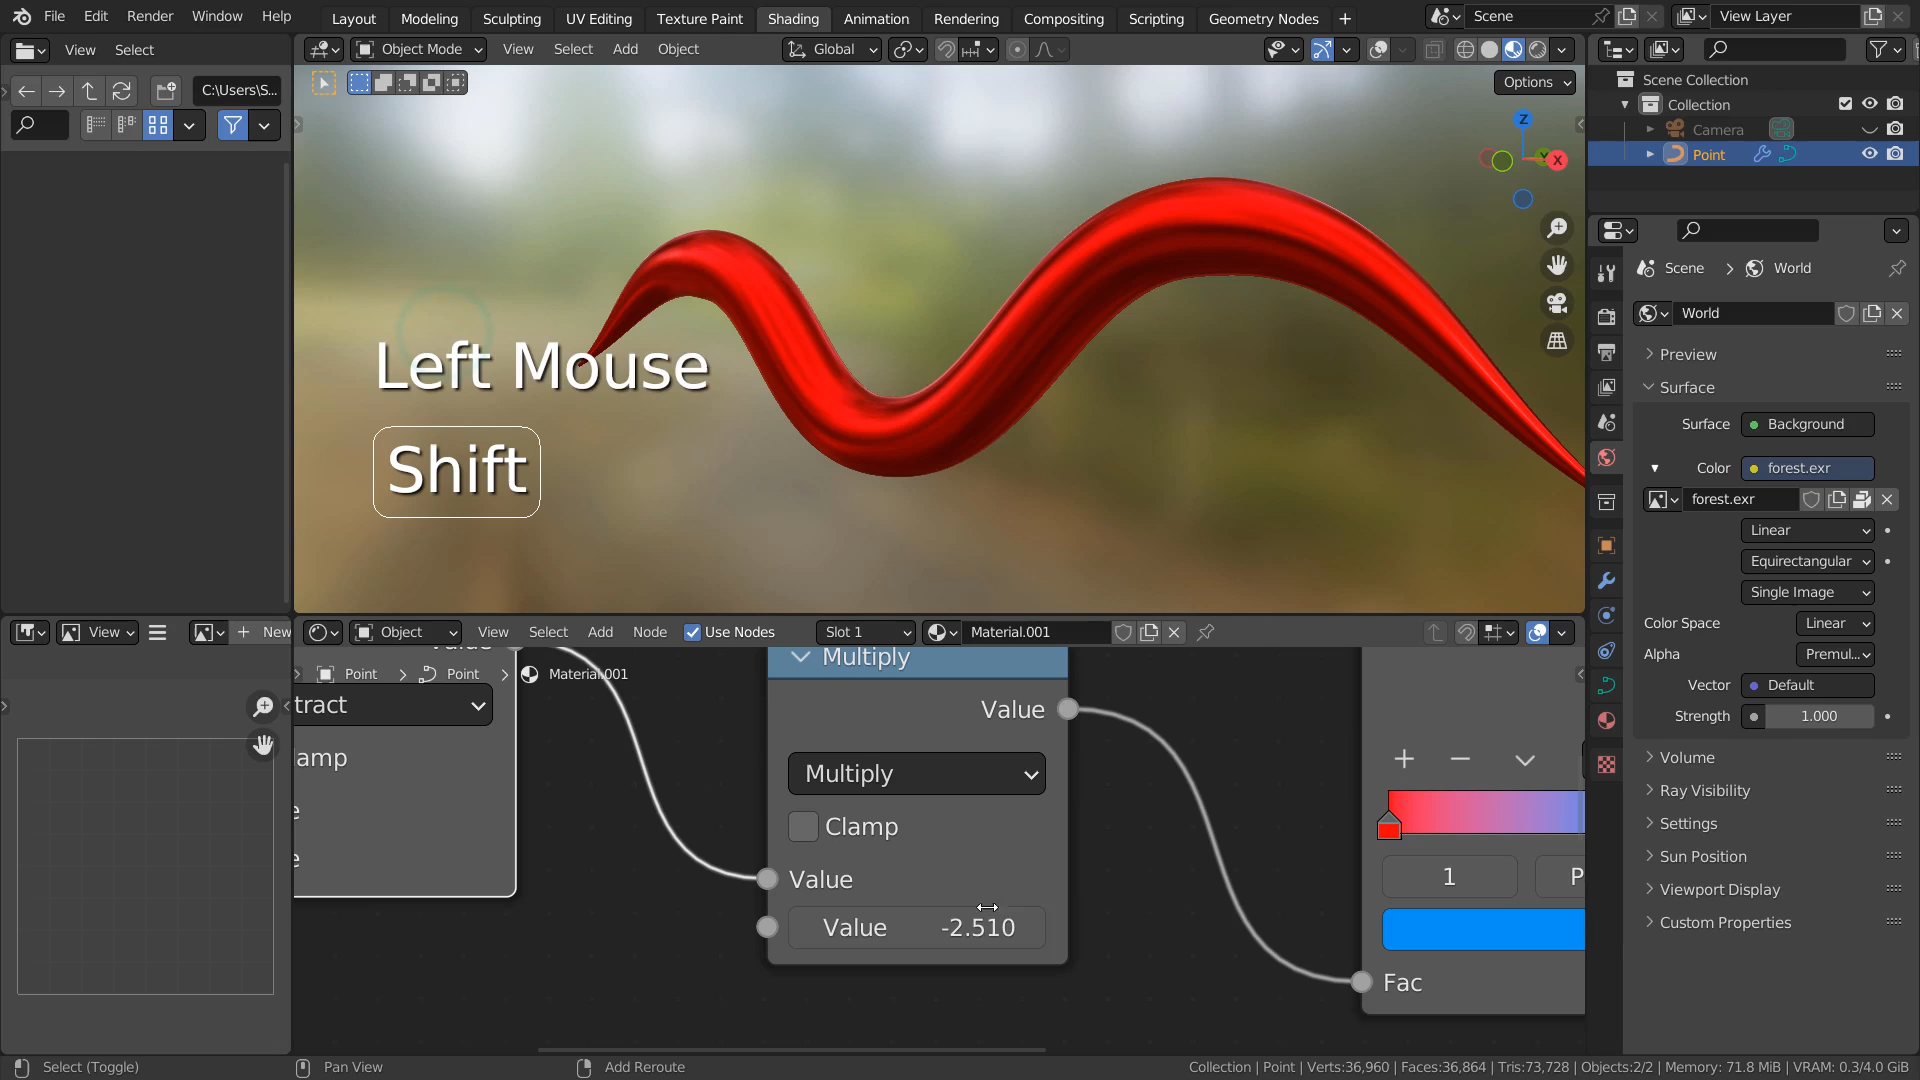 File Edit Render Window Help
Layout Modeling Sculpting UV Editing Texture Paint Shading Animation Rendering Compositing Scripting Geometry Nodes +
Scene
View Layer
View Select
Object Mode View Select Add Object
Global
C:\Users\S...
Options
Z
Y
X
Left Mouse
Shift
Scene Collection
Collection
Camera
Point
Scene > World
World
Preview
Surface
Surface Background
Color forest.exr
forest.exr
Linear
Equirectangular
Single Image
Color Space Linear
Alpha Premul...
Vector Default
Strength 1.000
Volume
Ray Visibility
Settings
Sun Position
Viewport Display
Custom Properties
View
+ New
Object View Select Add Node Use Nodes Slot 1 Material.001
Point > Point > Material.001
tract
amp
e
e
Multiply
Value
Multiply
Clamp
Value
Value -2.510
1
P
Fac
Select (Toggle)
Pan View
Add Reroute
Collection | Point | Verts:36,960 | Faces:36,864 | Tris:73,728 | Objects:2/2 | Memory: 71.8 MiB | VRAM: 0.3/4.0 GiB